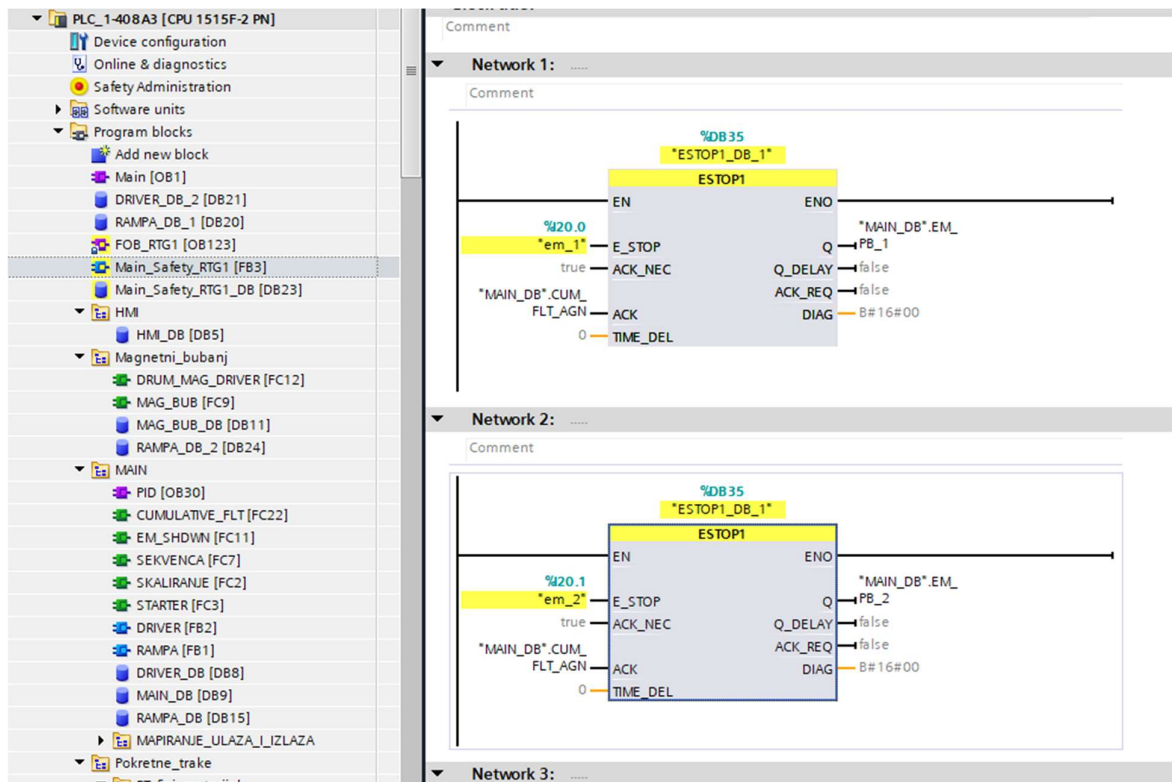 PLC_1-408A3 [CPU 1515F-2 PN]
Device configuration
Online & diagnostics
Safety Administration
Software units
Program blocks
Add new block
Main [OB1]
DRIVER_DB_2 [DB21]
RAMPA_DB_1 [DB20]
FOB_RTG1 [OB123]
Main_Safety_RTG1 [FB3]
Main_Safety_RTG1_DB [DB23]
HMI
HMI_DB [DB5]
Magnetni_bubanj
DRUM_MAG_DRIVER [FC12]
MAG_BUB [FC9]
MAG_BUB_DB [DB11]
RAMPA_DB_2 [DB24]
MAIN
PID [OB30]
CUMULATIVE_FLT [FC22]
EM_SHDWN [FC11]
SEKVENCA [FC7]
SKALIRANJE [FC2]
STARTER [FC3]
DRIVER [FB2]
RAMPA [FB1]
DRIVER_DB [DB8]
MAIN_DB [DB9]
RAMPA_DB [DB15]
MAPIRANJE_ULAZA_I_IZLAZA
Pokretne_trake
Comment
Network 1: .....
Comment
%DB35
"ESTOP1_DB_1"
ESTOP1
EN ENO
%I20.0
"em_1" E_STOP
"MAIN_DB".EM_
Q PB_1
true ACK_NEC
Q_DELAY false
ACK_REQ false
"MAIN_DB".CUM_
FLT_AGN ACK
DIAG B#16#00
0 TIME_DEL
Network 2: .....
Comment
%DB35
"ESTOP1_DB_1"
ESTOP1
EN ENO
%I20.1
"em_2" E_STOP
"MAIN_DB".EM_
Q PB_2
true ACK_NEC
Q_DELAY false
ACK_REQ false
"MAIN_DB".CUM_
FLT_AGN ACK
DIAG B#16#00
0 TIME_DEL
Network 3: .....